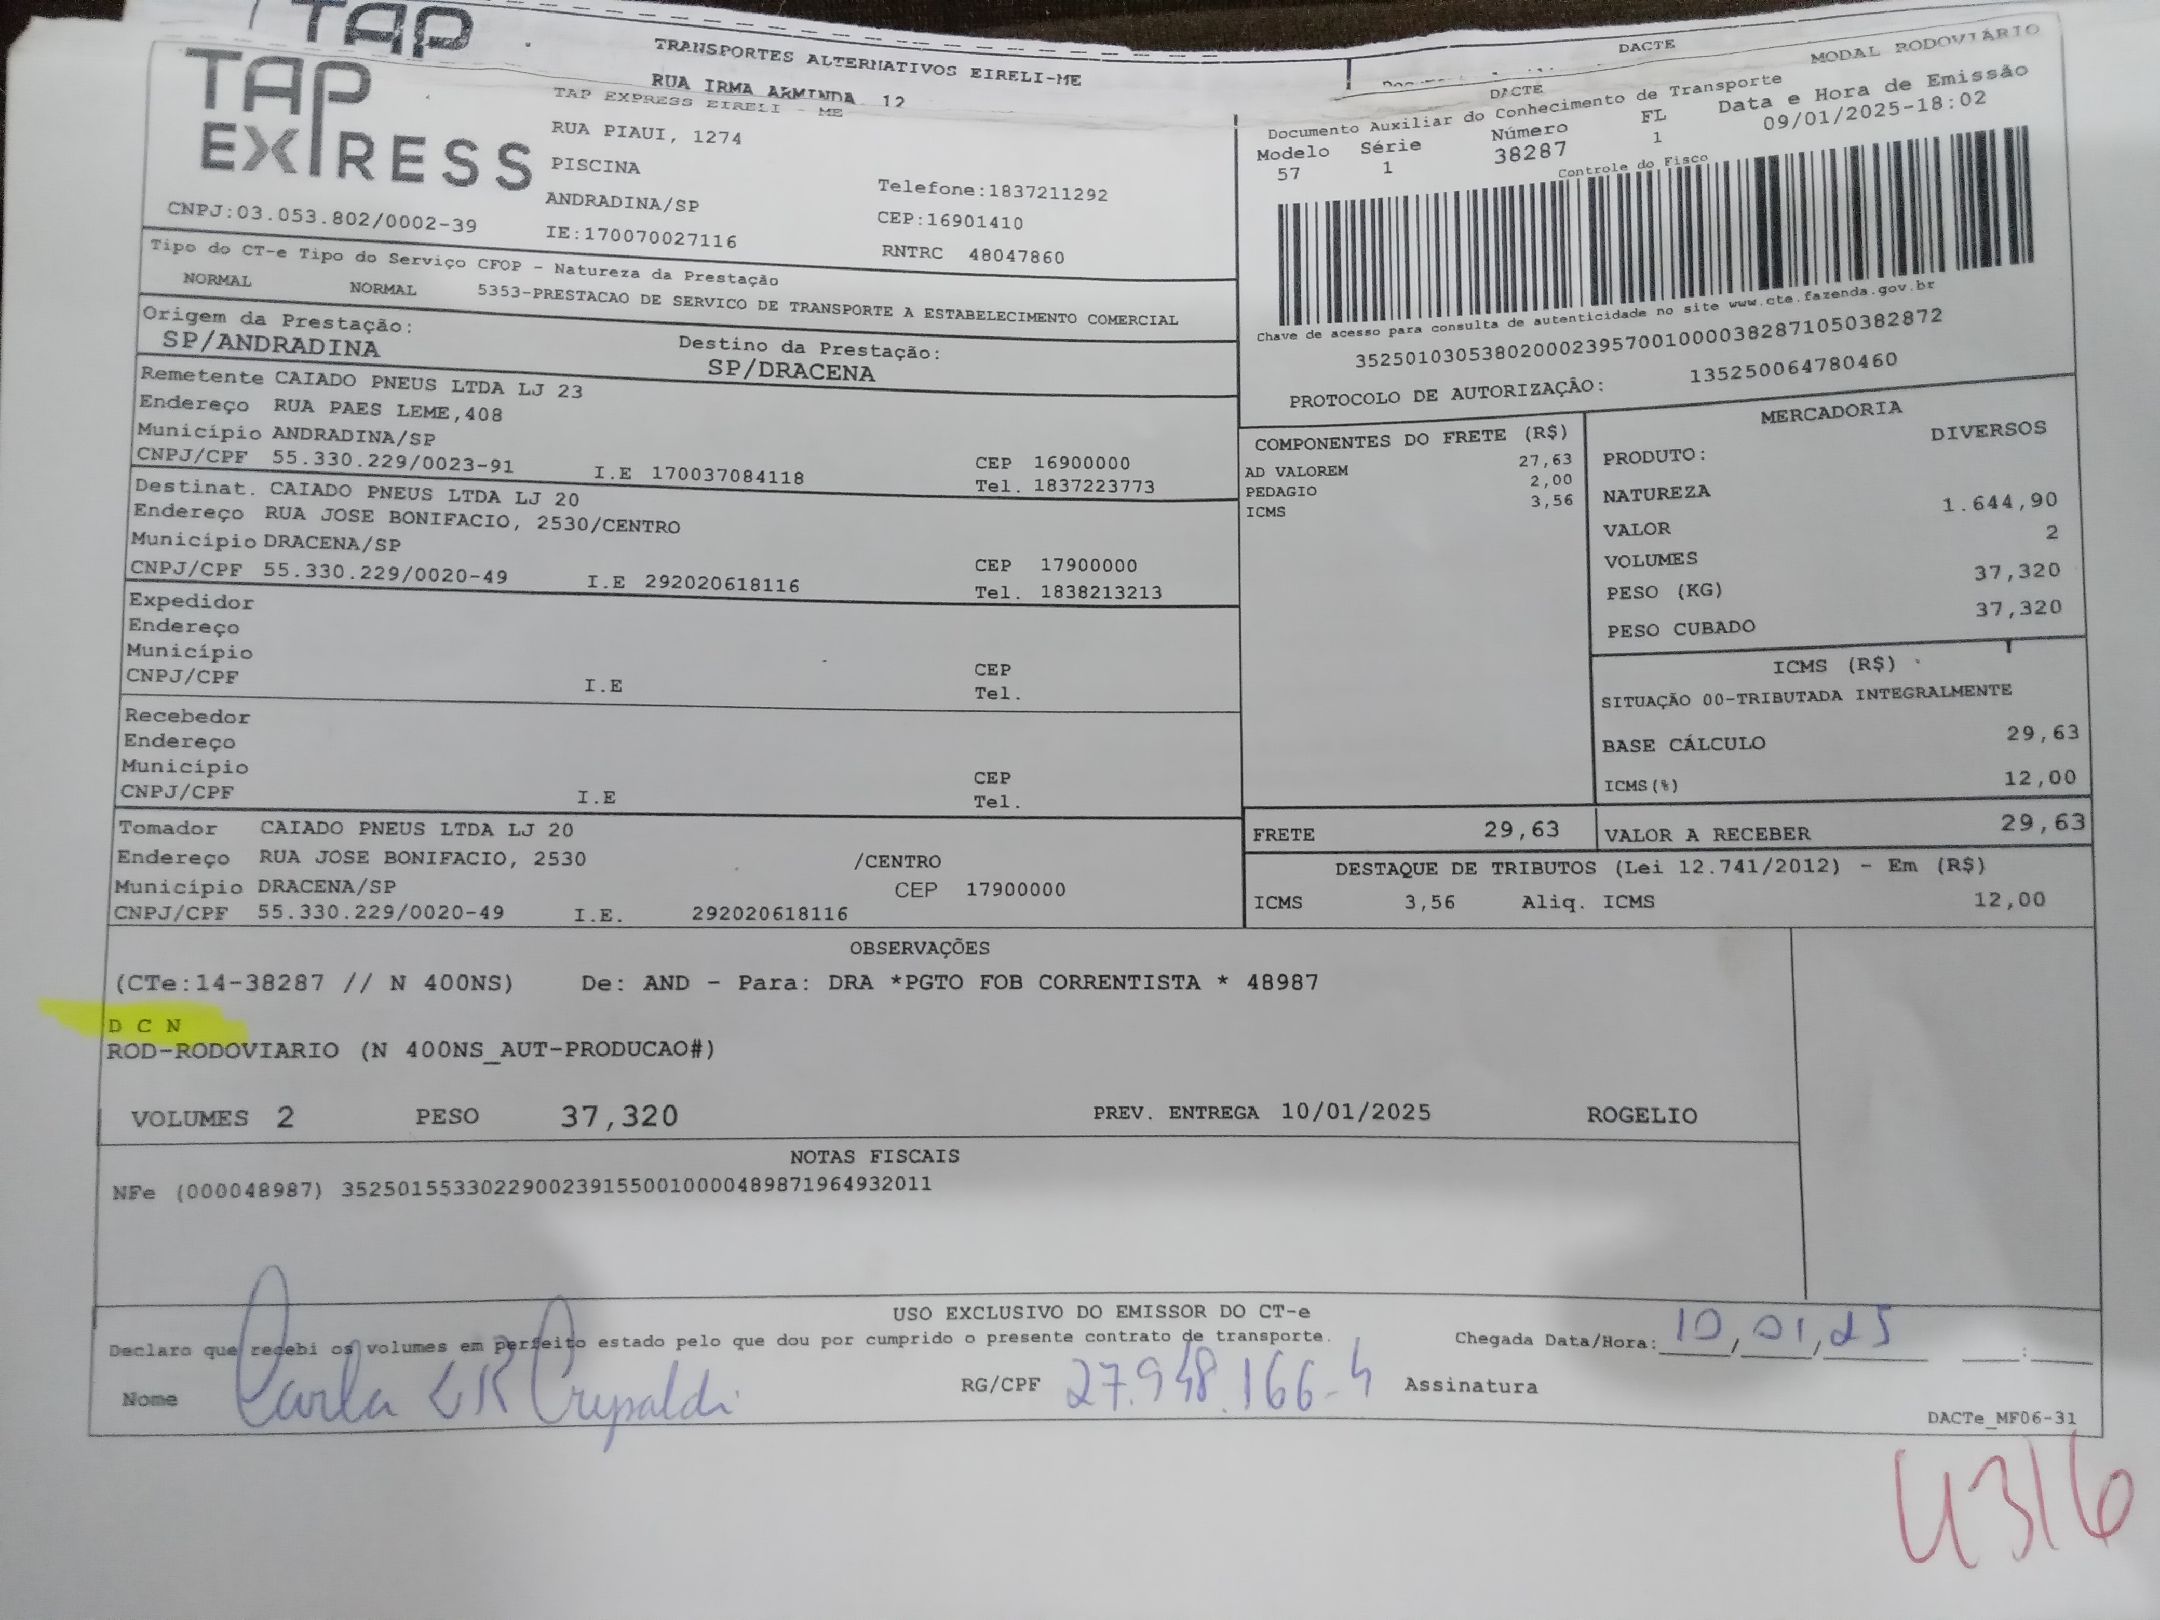 TAP
TRANSPORTES ALTERNATIVOS EIRELI-ME
RUA IRMA ARMINDA 12
DACTE
MODAL RODOVIÁRIO
TAP EXPRESS
TAP EXPRESS EIRELI - ME
RUA PIAUI, 1274
PISCINA
ANDRADINA/SP
Telefone:1837211292
CEP:16901410
CNPJ:03.053.802/0002-39
IE:170070027116
RNTRC 48047860
DACTE
Documento Auxiliar do Conhecimento de Transporte
Modelo Série Número FL Data e Hora de Emissão
57 1 38287 1 09/01/2025-18:02
Controle do Fisco
Chave de acesso para consulta de autenticidade no site www.cte.fazenda.gov.br
35250103053802000239570010000382871050382872
PROTOCOLO DE AUTORIZAÇÃO: 135250064780460
Tipo do CT-e Tipo do Serviço CFOP - Natureza da Prestação
NORMAL NORMAL 5353-PRESTACAO DE SERVICO DE TRANSPORTE A ESTABELECIMENTO COMERCIAL
Origem da Prestação: Destino da Prestação:
SP/ANDRADINA SP/DRACENA
Remetente CAIADO PNEUS LTDA LJ 23
Endereço RUA PAES LEME,408
Município ANDRADINA/SP CEP 16900000
CNPJ/CPF 55.330.229/0023-91 I.E 170037084118 Tel. 1837223773
Destinat. CAIADO PNEUS LTDA LJ 20
Endereço RUA JOSE BONIFACIO, 2530/CENTRO
Município DRACENA/SP CEP 17900000
CNPJ/CPF 55.330.229/0020-49 I.E 292020618116 Tel. 1838213213
Expedidor
Endereço
Município CEP
CNPJ/CPF I.E Tel.
Recebedor
Endereço
Município CEP
CNPJ/CPF I.E Tel.
Tomador CAIADO PNEUS LTDA LJ 20
Endereço RUA JOSE BONIFACIO, 2530 /CENTRO
Município DRACENA/SP CEP 17900000
CNPJ/CPF 55.330.229/0020-49 I.E. 292020618116
COMPONENTES DO FRETE (R$)
AD VALOREM 27,63
PEDAGIO 2,00
ICMS 3,56
MERCADORIA
PRODUTO: DIVERSOS
NATUREZA
VALOR 1.644,90
VOLUMES 2
PESO (KG) 37,320
PESO CUBADO 37,320
ICMS (R$)
SITUAÇÃO 00-TRIBUTADA INTEGRALMENTE
BASE CÁLCULO 29,63
ICMS(%) 12,00
FRETE 29,63 VALOR A RECEBER 29,63
DESTAQUE DE TRIBUTOS (Lei 12.741/2012) - Em (R$)
ICMS 3,56 Aliq. ICMS 12,00
OBSERVAÇÕES
(CTe:14-38287 // N 400NS) De: AND - Para: DRA *PGTO FOB CORRENTISTA * 48987
D C N
ROD-RODOVIARIO (N 400NS_AUT-PRODUCAO#)
VOLUMES 2 PESO 37,320 PREV. ENTREGA 10/01/2025 ROGELIO
NOTAS FISCAIS
NFe (000048987) 35250155330229002391550010000489871964932011
USO EXCLUSIVO DO EMISSOR DO CT-e
Declaro que recebi os volumes em perfeito estado pelo que dou por cumprido o presente contrato de transporte. Chegada Data/Hora: 10, 01, 25 :
Nome Carla RG/CPF 27.948.166-4 Assinatura
DACTe_MF06-31
4316